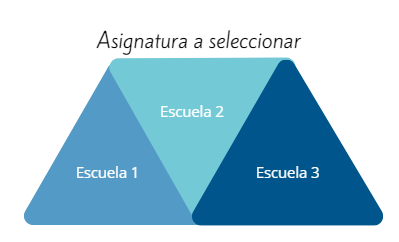 Asignatura a seleccionar
Escuela 2
Escuela 1
Escuela 3